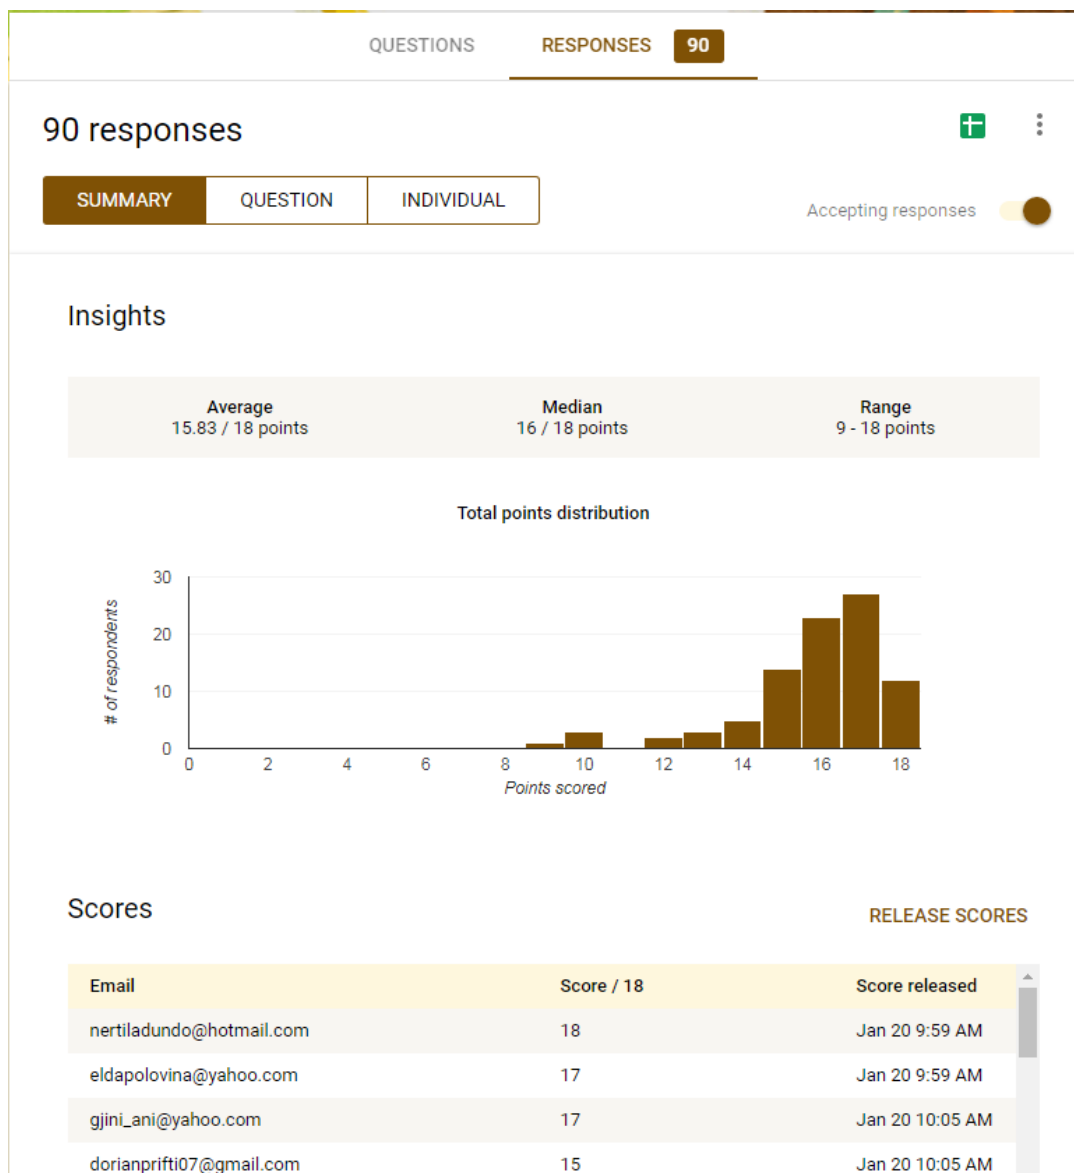 QUESTIONS RESPONSES 90
90 responses
SUMMARY QUESTION INDIVIDUAL
Accepting responses
Insights
Average Median Range
15.83 / 18 points 16 / 18 points 9 - 18 points
Total points distribution
30
20
10
0
# of respondents
0 2 4 6 8 10 12 14 16 18
Points scored
Scores
RELEASE SCORES
Email Score / 18 Score released
nertiladundo@hotmail.com 18 Jan 20 9:59 AM
eldapolovina@yahoo.com 17 Jan 20 9:59 AM
gjini_ani@yahoo.com 17 Jan 20 10:05 AM
dorianprifti07@gmail.com 15 Jan 20 10:05 AM